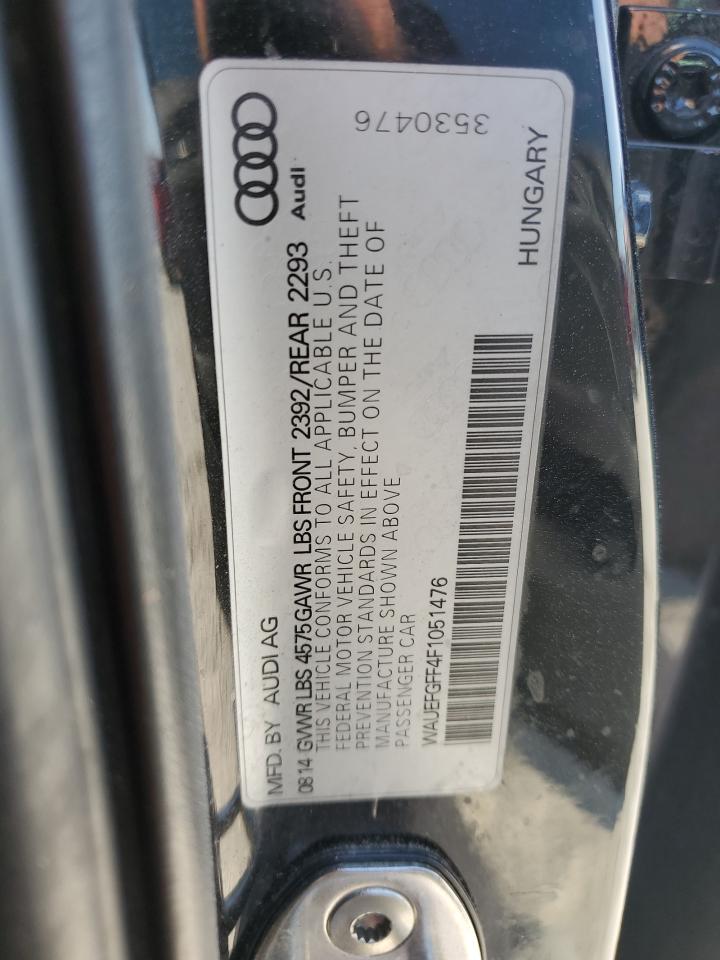 MFD. BY AUDI AG
Audi
0814 GVWR LBS 4575 GAWR LBS FRONT 2392/REAR 2293
THIS VEHICLE CONFORMS TO ALL APPLICABLE U.S.
FEDERAL MOTOR VEHICLE SAFETY, BUMPER AND THEFT
PREVENTION STANDARDS IN EFFECT ON THE DATE OF
MANUFACTURE SHOWN ABOVE
PASSENGER CAR
WAUEFGFF4F1051476
HUNGARY
3530476